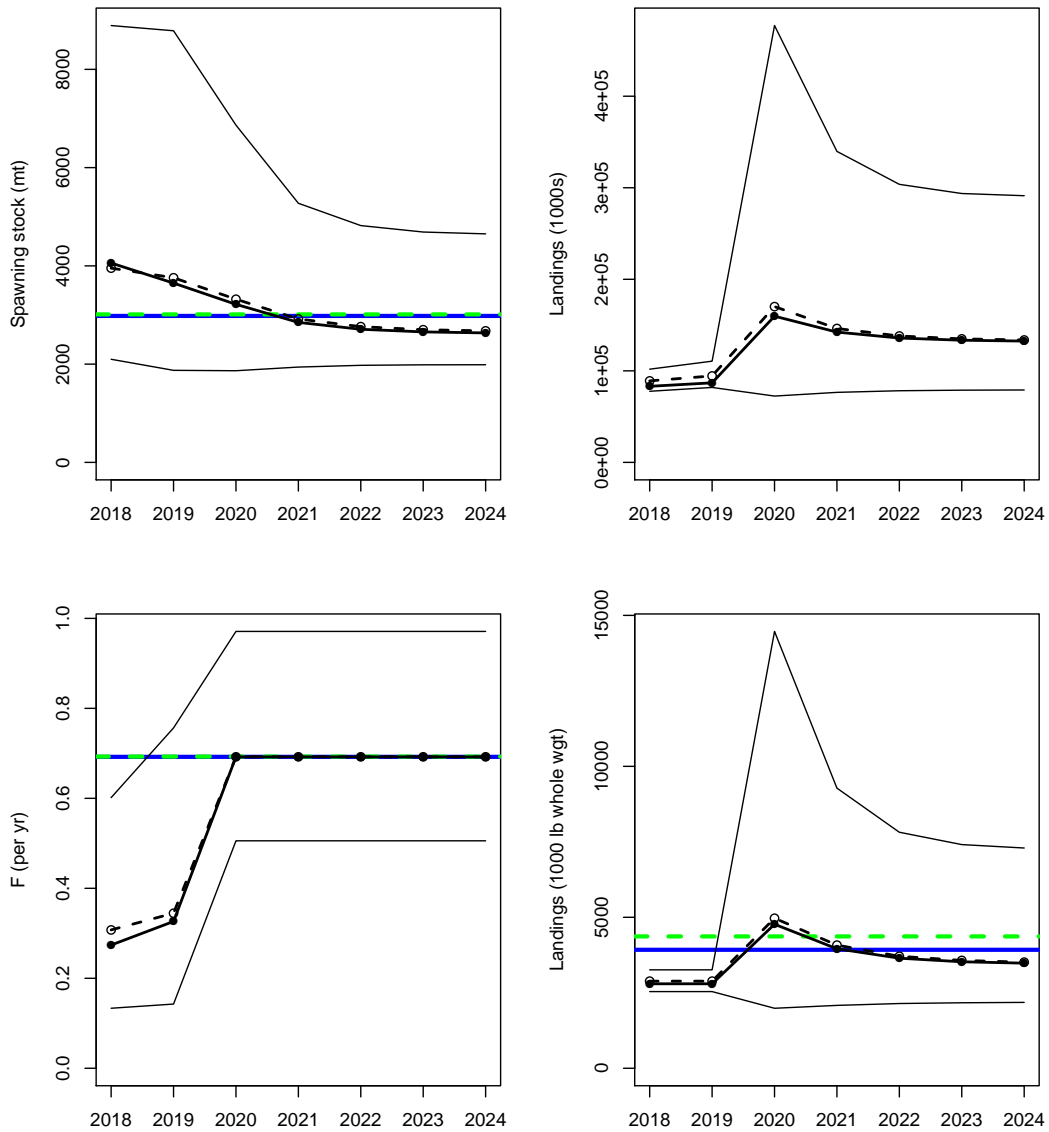 Spawning stock (mt)
8000
6000
4000
2000
0
2018 2019 2020 2021 2022 2023 2024
Landings (1000s)
4e+05
3e+05
2e+05
1e+05
0e+00
2018 2019 2020 2021 2022 2023 2024
F (per yr)
1.0
0.8
0.6
0.4
0.2
0.0
2018 2019 2020 2021 2022 2023 2024
Landings (1000 lb whole wgt)
15000
10000
5000
0
2018 2019 2020 2021 2022 2023 2024